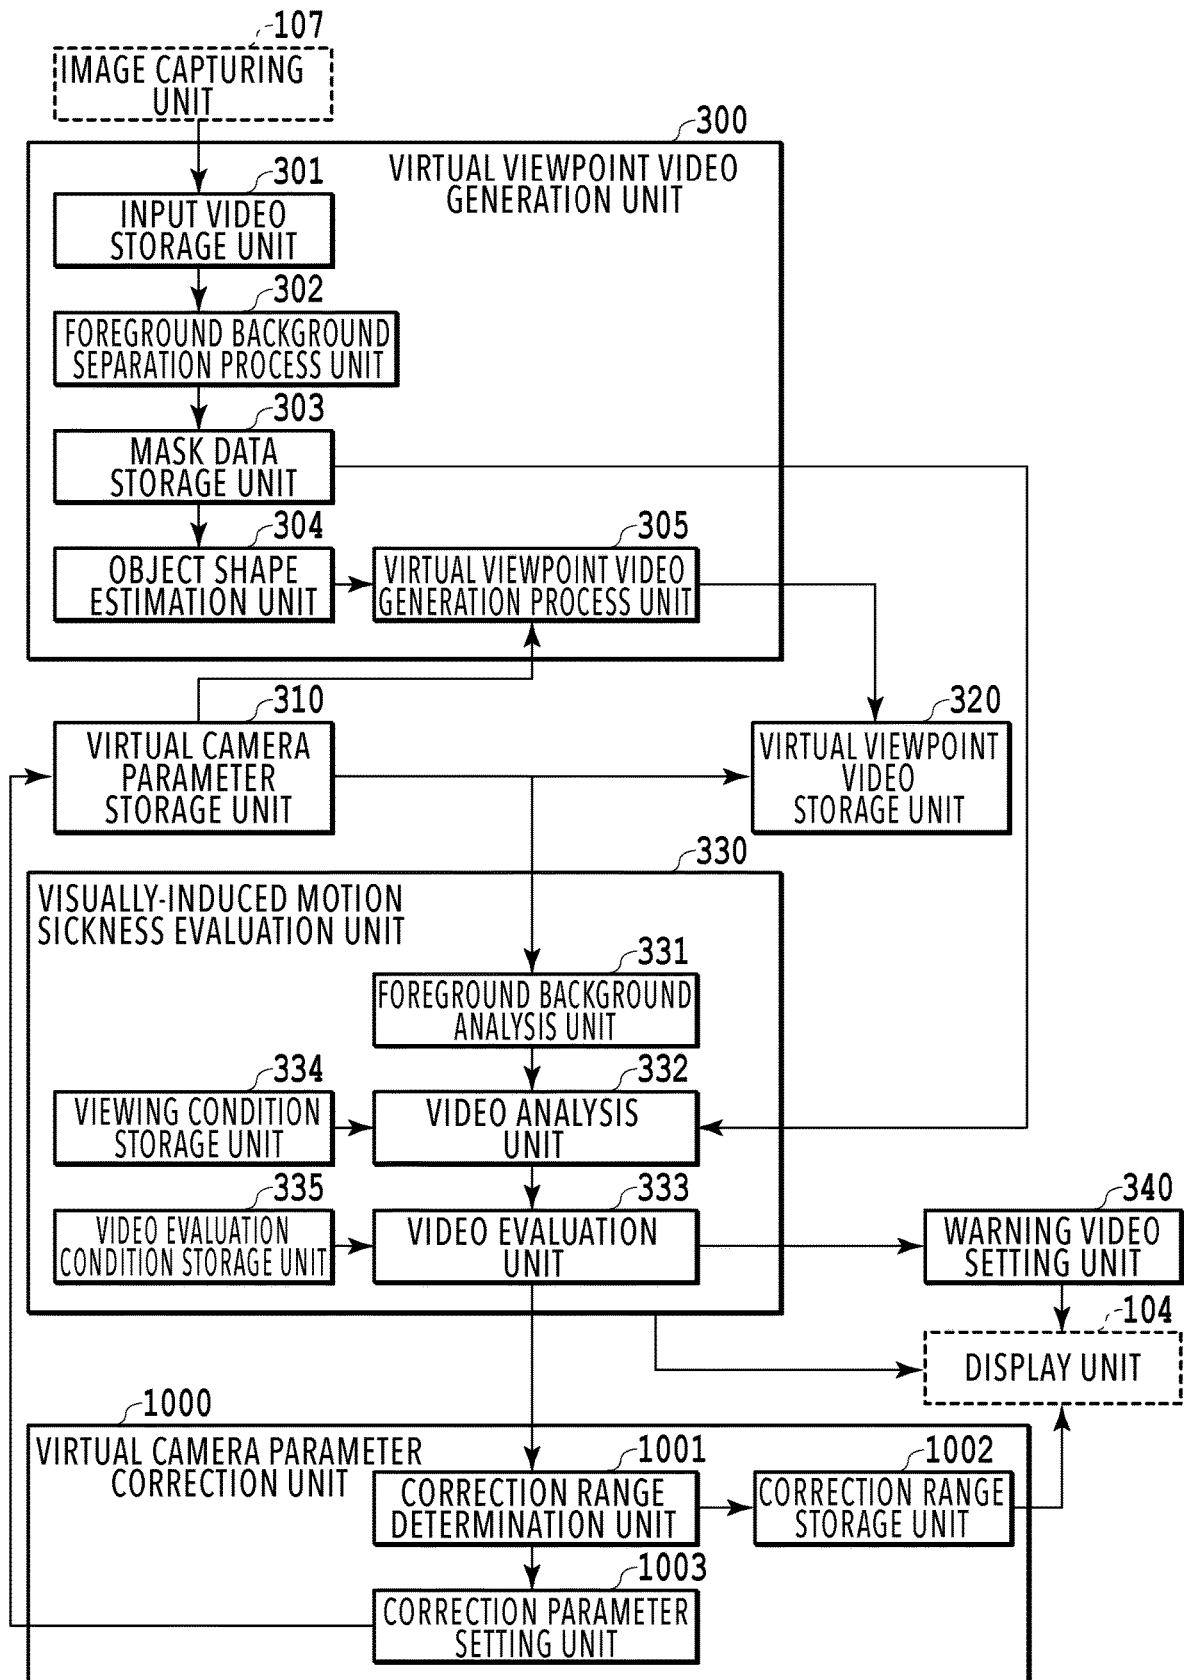 107
IMAGE CAPTURING
UNIT
300
VIRTUAL VIEWPOINT VIDEO
GENERATION UNIT
301
INPUT VIDEO
STORAGE UNIT
302
FOREGROUND BACKGROUND
SEPARATION PROCESS UNIT
303
MASK DATA
STORAGE UNIT
304
OBJECT SHAPE
ESTIMATION UNIT
305
VIRTUAL VIEWPOINT VIDEO
GENERATION PROCESS UNIT
310
VIRTUAL CAMERA
PARAMETER
STORAGE UNIT
320
VIRTUAL VIEWPOINT
VIDEO
STORAGE UNIT
330
VISUALLY-INDUCED MOTION
SICKNESS EVALUATION UNIT
331
FOREGROUND BACKGROUND
ANALYSIS UNIT
334
VIEWING CONDITION
STORAGE UNIT
332
VIDEO ANALYSIS
UNIT
335
VIDEO EVALUATION
CONDITION STORAGE UNIT
333
VIDEO EVALUATION
UNIT
340
WARNING VIDEO
SETTING UNIT
104
DISPLAY UNIT
1000
VIRTUAL CAMERA PARAMETER
CORRECTION UNIT
1001
CORRECTION RANGE
DETERMINATION UNIT
1002
CORRECTION RANGE
STORAGE UNIT
1003
CORRECTION PARAMETER
SETTING UNIT